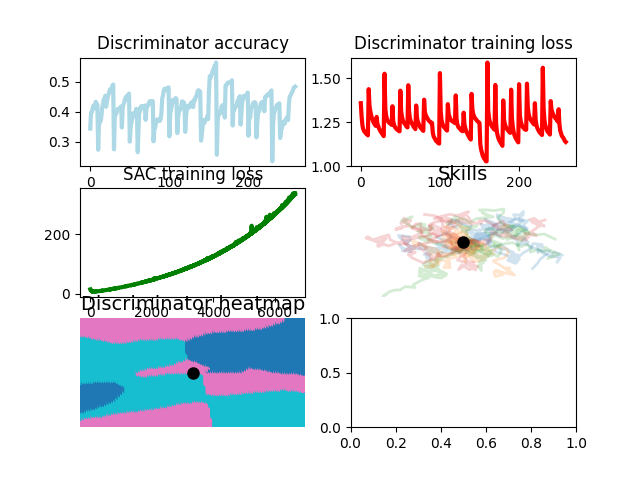 Discriminator accuracy
0.5
0.4
0.3
0 100 200
Discriminator training loss
1.50
1.25
1.00
0 200
SAC training loss
200
0
0 2000 4000 6000
Skills
Discriminator heatmap
1.0
0.5
0.0
0.0 0.2 0.4 0.6 0.8 1.0